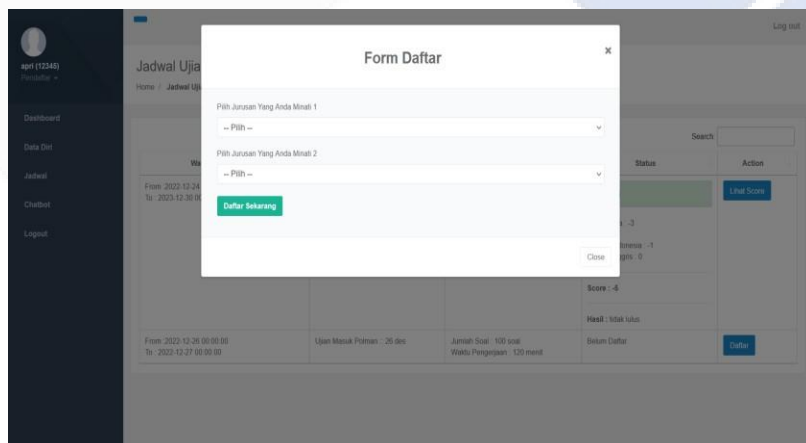 Log out
apri (12345)
Pendaftar
Dashboard
Data Diri
Jadwal
Chatbot
Logout
Jadwal Ujia
Home / Jadwal Uji
Form Daftar
×
Pilih Jurusan Yang Anda Minati 1
-- Pilih --
Pilih Jurusan Yang Anda Minati 2
-- Pilih --
Daftar Sekarang
Close
Search:
Wa
Status
Action
From :2022-12-24
To : 2023-12-30 00
Lihat Score
: -3
: -1
: 0
Score : -6
Hasil : tidak lulus
From :2022-12-26 00:00:00
To : 2022-12-27 00:00:00
Ujian Masuk Polman : 26 des
Jumlah Soal : 100 soal
Waktu Pengerjaan : 120 menit
Belum Daftar
Daftar